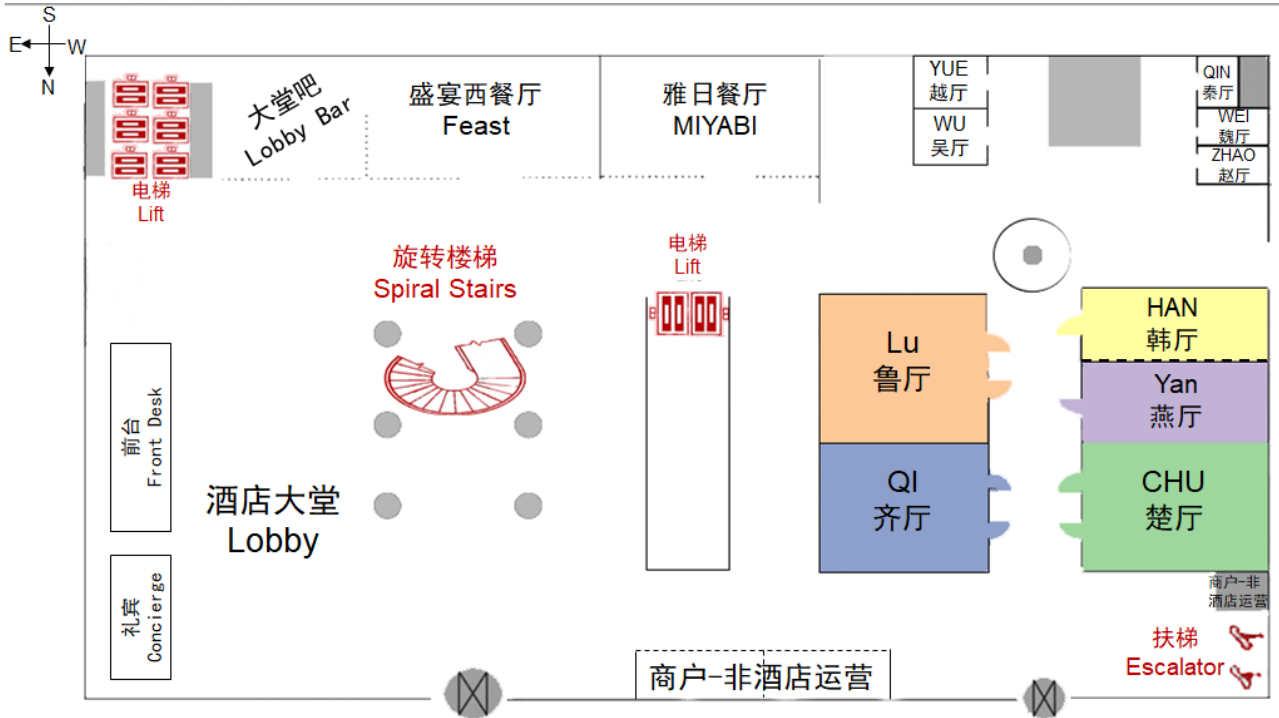 S
E
W
N
大堂吧
Lobby Bar
盛宴西餐厅
Feast
雅日餐厅
MIYABI
YUE
越厅
WU
吴厅
QIN
秦厅
WEI
魏厅
ZHAO
赵厅
电梯
Lift
旋转楼梯
Spiral Stairs
电梯
Lift
Lu
鲁厅
HAN
韩厅
Yan
燕厅
QI
齐厅
CHU
楚厅
前台
Front Desk
酒店大堂
Lobby
礼宾
Concierge
商户-非
酒店运营
扶梯
Escalator
商户-非酒店运营